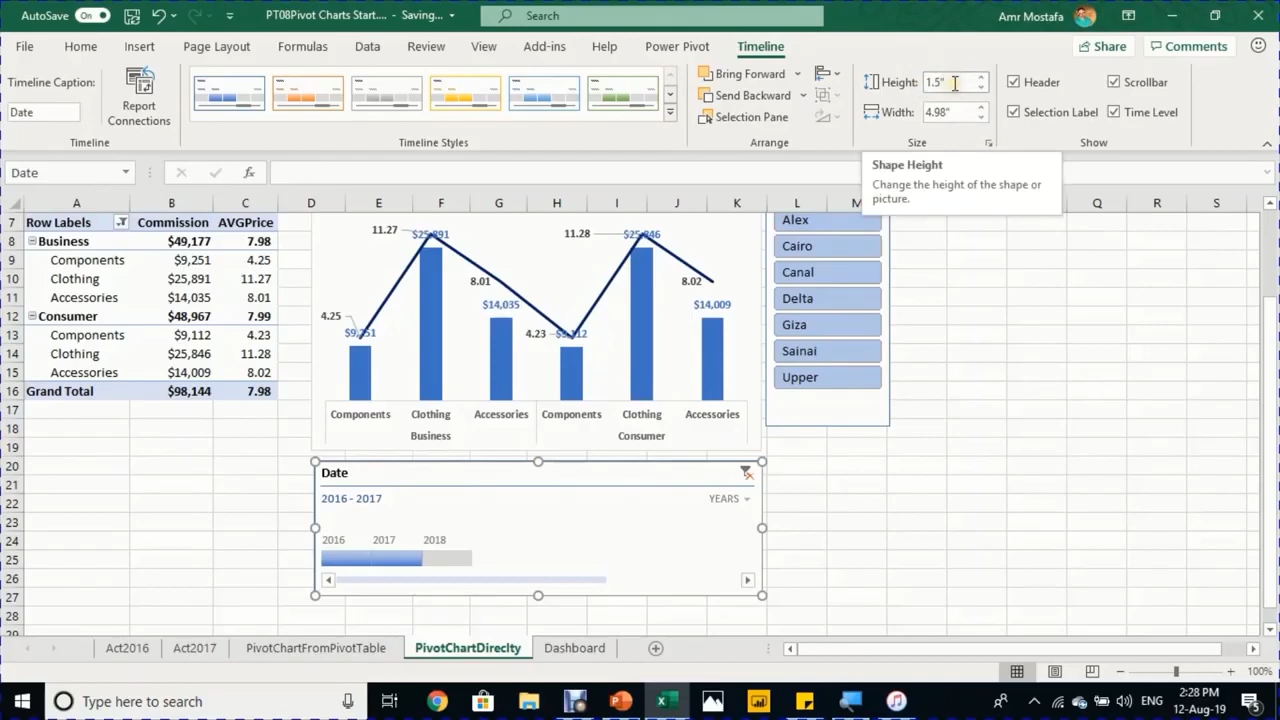 AutoSave On PT08Pivot Charts Start.... - Saving... Search Amr Mostafa
File Home Insert Page Layout Formulas Data Review View Add-ins Help Power Pivot Timeline Share Comments
Timeline Caption:
Date
Report
Connections
Timeline
Timeline Styles
Bring Forward
Send Backward
Selection Pane
Arrange
Height: 1.5"
Width: 4.98"
Size
Header Scrollbar
Selection Label Time Level
Show
Shape Height
Change the height of the shape or
picture.
Date fx
A B C D E F G H I J K L M P Q R S
7 Row Labels Commission AVGPrice
8 Business $49,177 7.98
9 Components $9,251 4.25
10 Clothing $25,891 11.27
11 Accessories $14,035 8.01
12 Consumer $48,967 7.99
13 Components $9,112 4.23
14 Clothing $25,846 11.28
15 Accessories $14,009 8.02
16 Grand Total $98,144 7.98
17
18
19
20
21
22
23
24
25
26
27
28
29
11.27 $25,891 11.28 $25,846
8.01 8.02
$14,035 $14,009
4.25 $9,251 4.23 $9,112
Components Clothing Accessories Components Clothing Accessories
Business Consumer
Alex
Cairo
Canal
Delta
Giza
Sainai
Upper
Date
2016 - 2017 YEARS
2016 2017 2018
Act2016 Act2017 PivotChartFromPivotTable PivotChartDireclty Dashboard
100%
Type here to search
ENG 2:28 PM
12-Aug-19 5